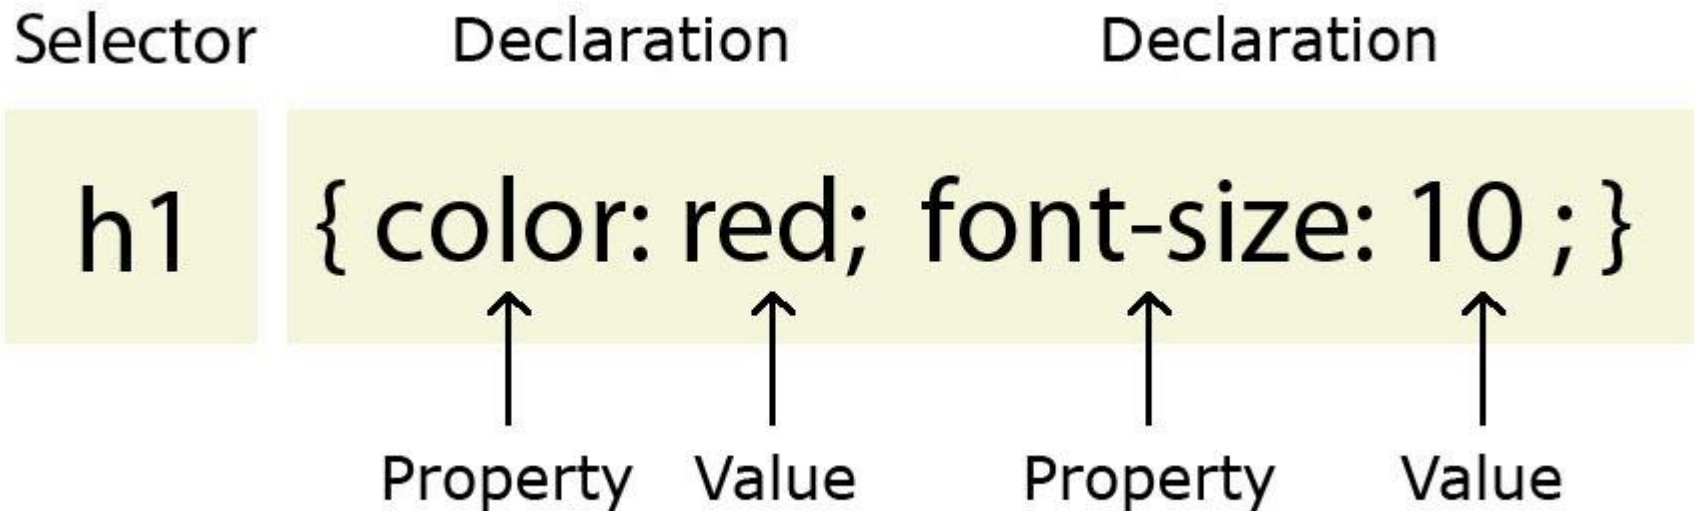 Selector Declaration Declaration
h1 { color: red; font-size: 10 ; }
Property Value Property Value